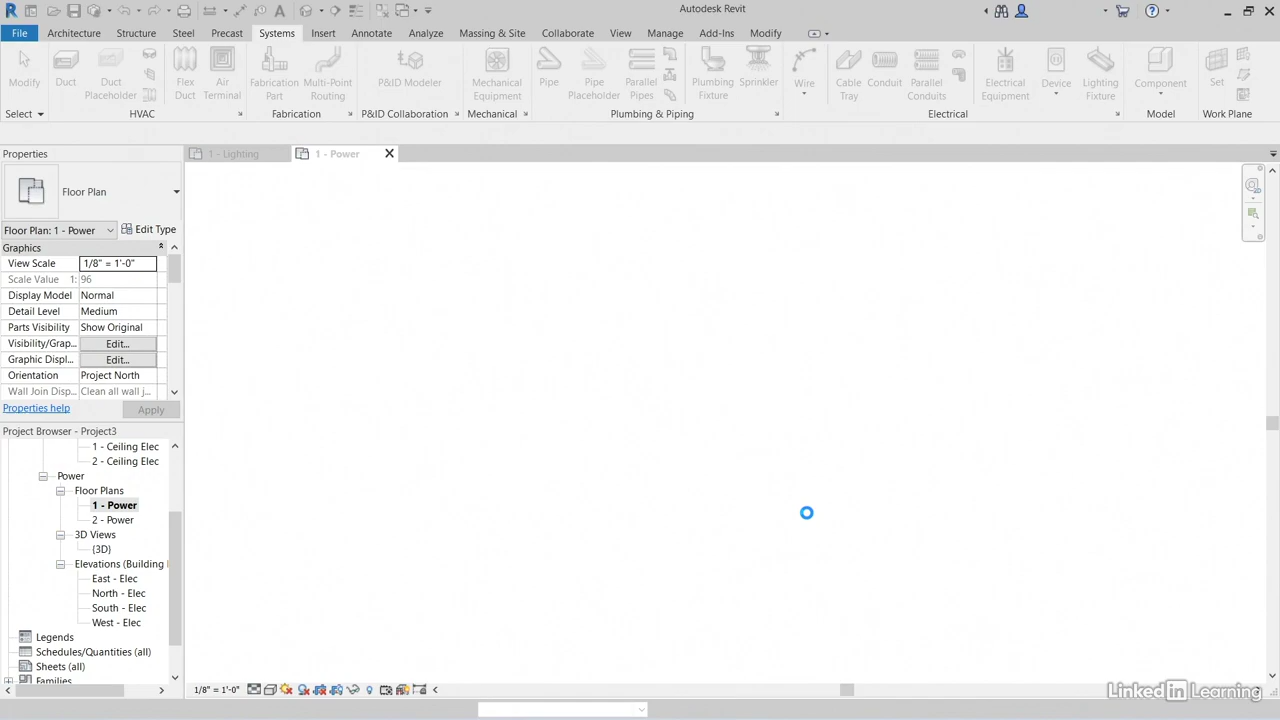 Autodesk Revit
File Architecture Structure Steel Precast Systems Insert Annotate Analyze Massing & Site Collaborate View Manage Add-Ins Modify
Modify Duct Duct Placeholder Flex Duct Air Terminal Fabrication Part Multi-Point Routing P&ID Modeler Mechanical Equipment Pipe Pipe Placeholder Parallel Pipes Plumbing Fixture Sprinkler Wire Cable Tray Conduit Parallel Conduits Electrical Equipment Device Lighting Fixture Component Set
Select HVAC Fabrication P&ID Collaboration Mechanical Plumbing & Piping Electrical Model Work Plane
Properties
1 - Lighting 1 - Power
Floor Plan
Floor Plan: 1 - Power Edit Type
Graphics
View Scale 1/8" = 1'-0"
Scale Value 1: 96
Display Model Normal
Detail Level Medium
Parts Visibility Show Original
Visibility/Grap... Edit...
Graphic Displ... Edit...
Orientation Project North
Wall Join Disp... Clean all wall j...
Properties help Apply
Project Browser - Project3
1 - Ceiling Elec
2 - Ceiling Elec
Power
Floor Plans
1 - Power
2 - Power
3D Views
{3D}
Elevations (Building
East - Elec
North - Elec
South - Elec
West - Elec
Legends
Schedules/Quantities (all)
Sheets (all)
Families
1/8" = 1'-0"
Linked in Learning